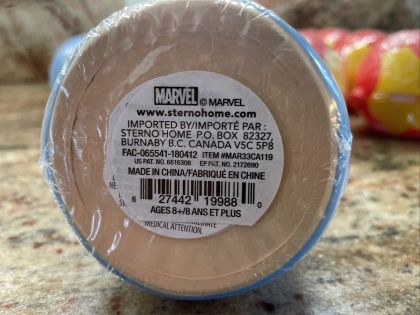 MARVEL © MARVEL
www.sternohome.com
IMPORTED BY/IMPORTÉ PAR :
STERNO HOME P.O. BOX 82327,
BURNABY B.C. CANADA V5C 5P8
FAC-065541-180412 ITEM #MAR33CA119
US PAT. NO. 6616308 EP PAT. NO. 2172690
MADE IN CHINA/FABRIQUÉ EN CHINE
6 27442 19988 0
AGES 8+/8 ANS ET PLUS
MEDICAL ATTENTION.